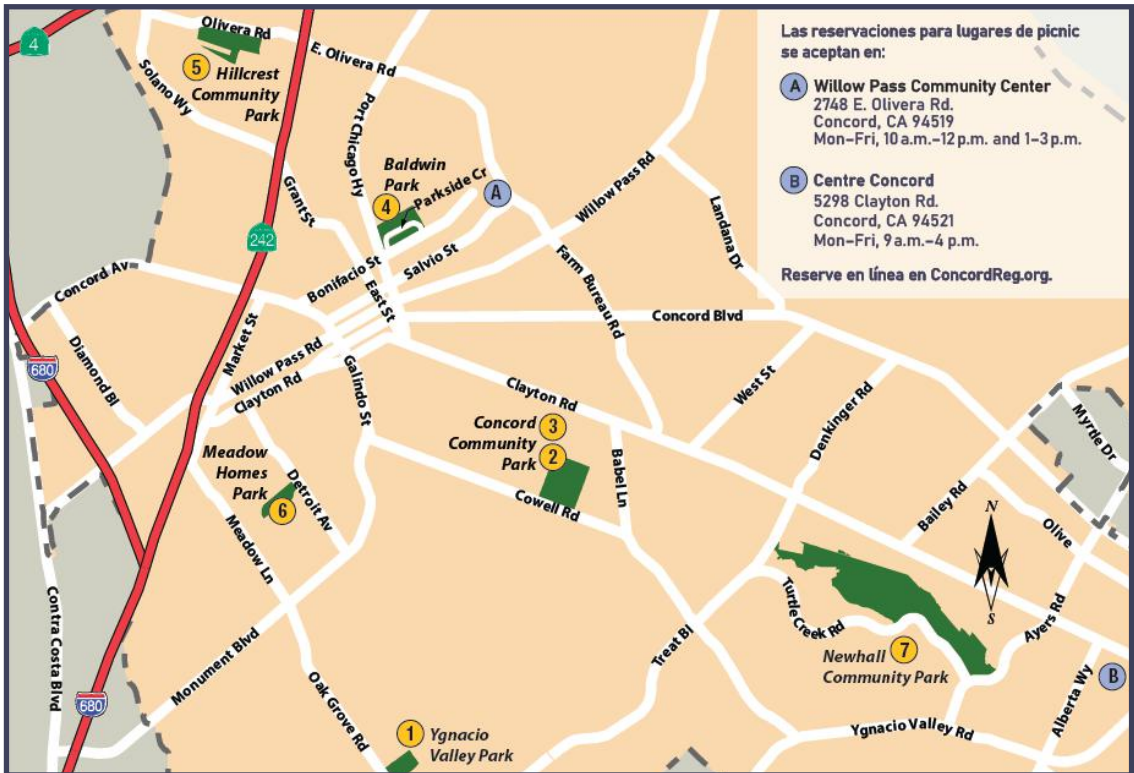 Las reservaciones para lugares de picnic
se aceptan en:
A Willow Pass Community Center
2748 E. Olivera Rd.
Concord, CA 94519
Mon–Fri, 10 a.m.–12 p.m. and 1–3 p.m.
B Centre Concord
5298 Clayton Rd.
Concord, CA 94521
Mon–Fri, 9 a.m.–4 p.m.
Reserve en línea en ConcordReg.org.
4
Olivera Rd
E. Olivera Rd
5
Hillcrest
Community
Park
Solano Wy
Port Chicago Hy
Grant St
Baldwin
Park
4
Parkside Cr
A
Willow Pass Rd
Landana Dr
242
Concord Av
Bonifacio St
Salvio St
East St
Farm Bureau Rd
Concord Blvd
Diamond Bl
Market St
680
Willow Pass Rd
Clayton Rd
Galindo St
Clayton Rd
West St
Denkinger Rd
Myrtle Dr
Concord
Community
Park
3
2
Babel Ln
Cowell Rd
Meadow
Homes
Park
6
Detroit Av
Meadow Ln
Bailey Rd
Olive
N
S
Contra Costa Blvd
Monument Blvd
Oak Grove Rd
Treat Bl
Turtle Creek Rd
Ayers Rd
7
Newhall
Community Park
B
Alberta Wy
680
1
Ygnacio
Valley Park
Ygnacio Valley Rd